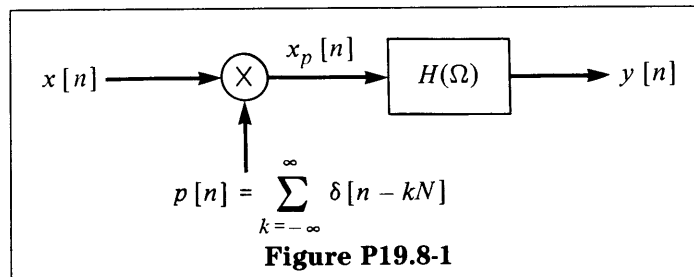 x[n]
×
x_p[n]
H(Ω)
y[n]
p[n] = ∑_{k=-∞}^{∞} δ[n - kN]
Figure P19.8-1